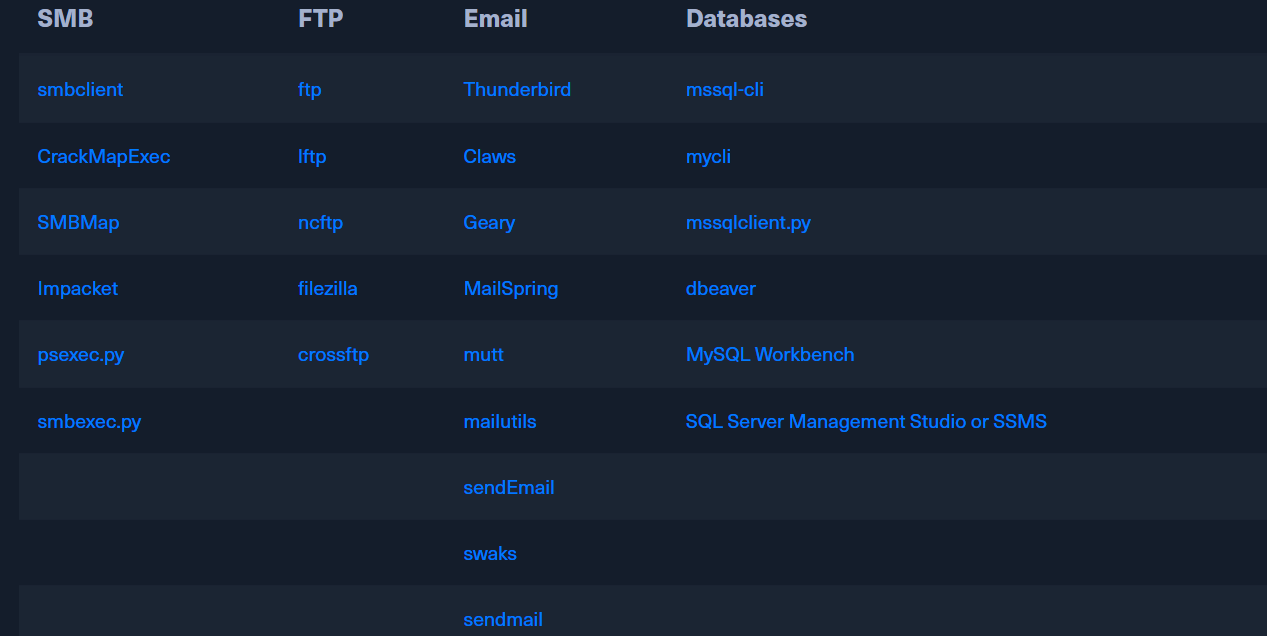 SMB FTP Email Databases
smbclient ftp Thunderbird mssql-cli
CrackMapExec lftp Claws mycli
SMBMap ncftp Geary mssqlclient.py
Impacket filezilla MailSpring dbeaver
psexec.py crossftp mutt MySQL Workbench
smbexec.py mailutils SQL Server Management Studio or SSMS
sendEmail
swaks
sendmail